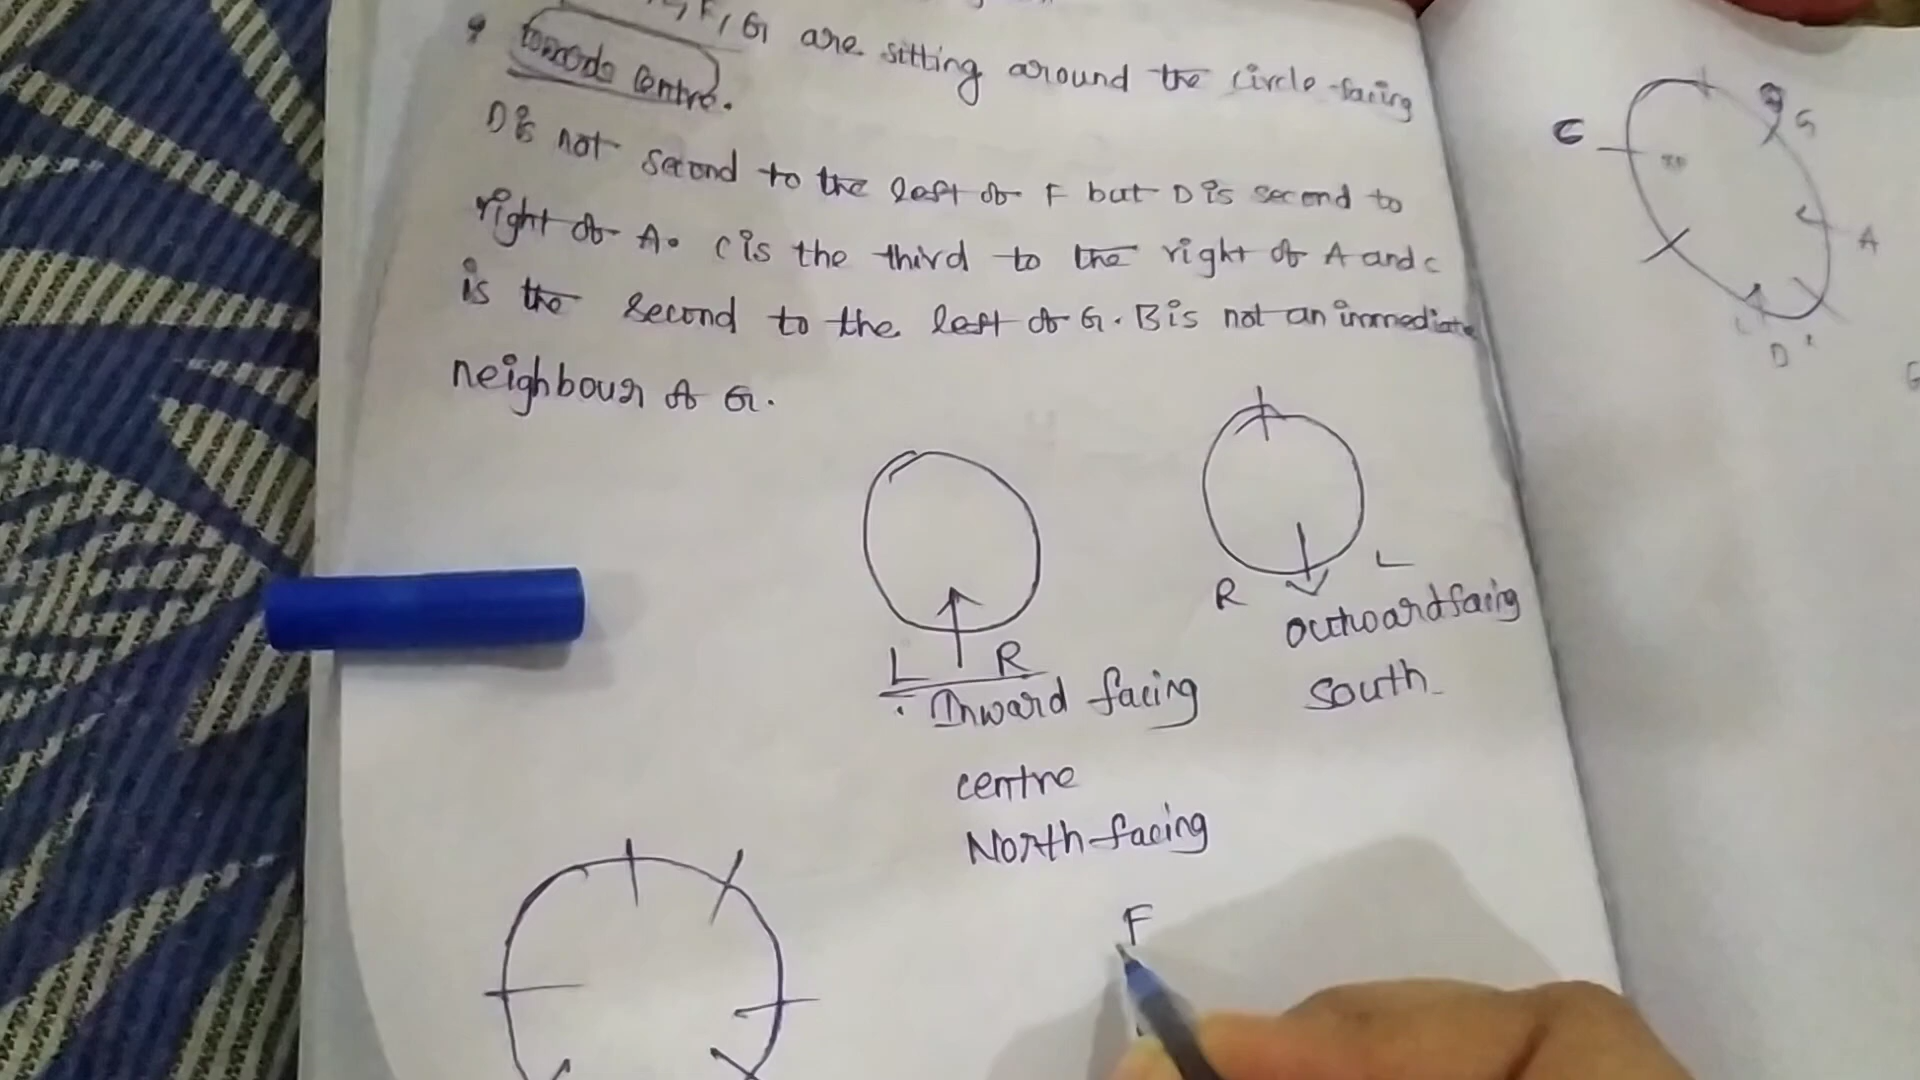 F, G are sitting around the circle facing
towards Centre.
D is not second to the left of F but D is second to
right of A. C is the third to the right of A and C
is the second to the left of G. B is not an immediate
neighbour of G.
L R
Inward facing
centre
North facing
R L
outward facing
South
F
C
G
A
D